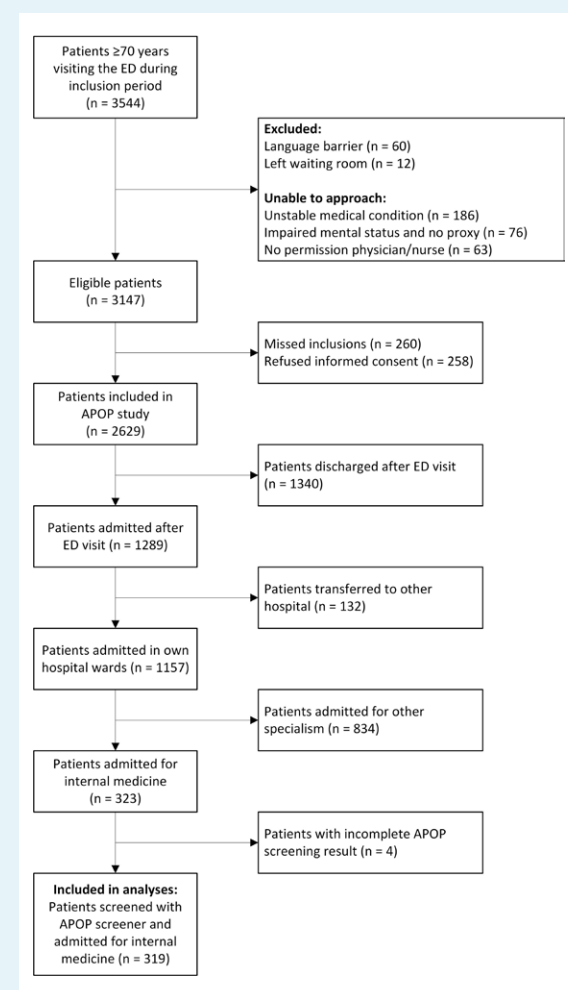 Patients ≥70 years
visiting the ED during
inclusion period
(n = 3544)
Excluded:
Language barrier (n = 60)
Left waiting room (n = 12)
Unable to approach:
Unstable medical condition (n = 186)
Impaired mental status and no proxy (n = 76)
No permission physician/nurse (n = 63)
Eligible patients
(n = 3147)
Missed inclusions (n = 260)
Refused informed consent (n = 258)
Patients included in
APOP study
(n = 2629)
Patients discharged after ED visit
(n = 1340)
Patients admitted after
ED visit (n = 1289)
Patients transferred to other
hospital (n = 132)
Patients admitted in own
hospital wards (n = 1157)
Patients admitted for other
specialism (n = 834)
Patients admitted for
internal medicine
(n = 323)
Patients with incomplete APOP
screening result (n = 4)
Included in analyses:
Patients screened with
APOP screener and
admitted for internal
medicine (n = 319)